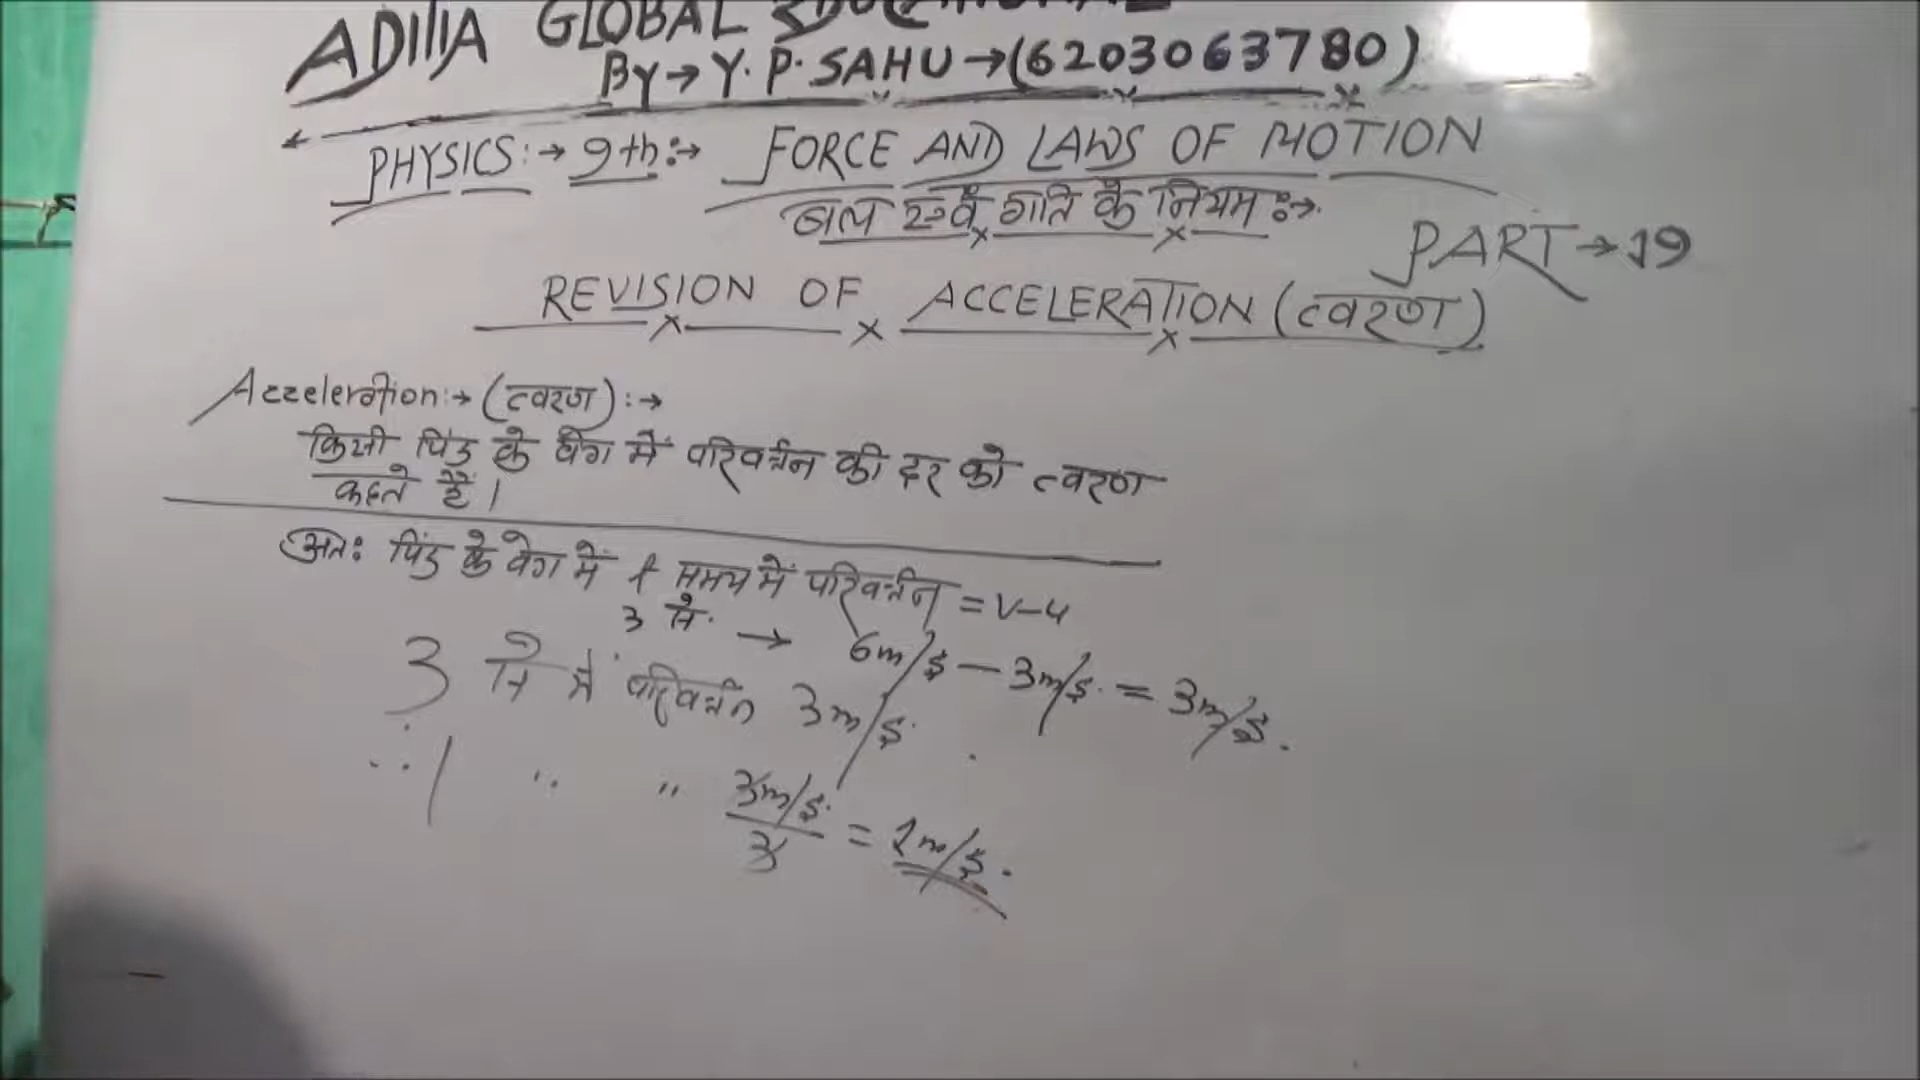 GLOBAL
BY→Y.P.SAHU→(6203063780)
PHYSICS:→9th:→ FORCE AND LAWS OF MOTION
बल एवं गति के नियम:→
PART→19
REVISION OF ACCELERATION (त्वरण)
Acceleration:→(त्वरण):→
किसी पिंड के वेग में परिवर्तन की दर को त्वरण
कहते हैं।
अतः पिंड के वेग में t समय में परिवर्तन = v-u
3 से. → 6m/s - 3m/s. = 3m/s.
3 से में परिवर्तन 3m/s.
∴ 1 " " 3m/s. / 3 = 1m/s.